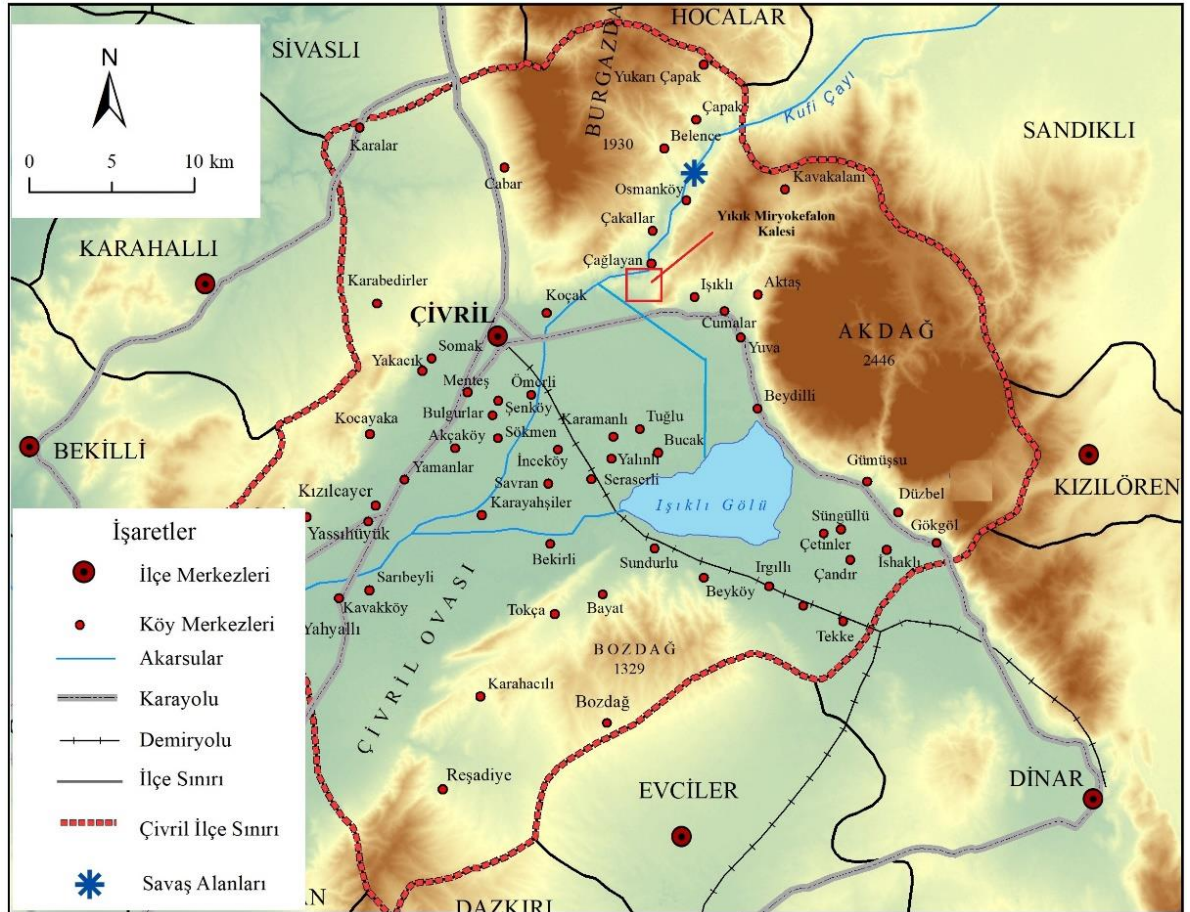 HOCALAR
SİVASLI
N
BURGAZDA
Yukarı Çapak
Kufi Çayı
Çapak
Belence
SANDIKLI
1930
Karalar
0 5 10 km
Cabar
Kavakalanı
Osmanköy
Çakallar
Yıkık Miryokefalon
Kalesi
KARAHALLI
Çağlayan
Karabedirler
Koçak
Işıklı
Aktaş
ÇİVRİL
Cumalar
AKDAĞ
2446
Yuva
Somak
Yakacık
Menteş
Ömerli
Şenköy
Bulgurlar
Beydilli
Karamanlı
Tuğlu
Kocayaka
Akçaköy
Sökmen
Bucak
BEKİLLİ
İnceköy
Yalınlı
Yamanlar
Savran
Seraserli
Gümüşsu
KIZILÖREN
Kızılcayer
Karayahşiler
Işıklı Gölü
Düzbel
Yassıhüyük
Süngüllü
Gökgöl
Çetinler
Bekirli
Sundurlu
Çandır
İshaklı
Sarıbeyli
Beyköy
Irgıllı
Kavakköy
Tokça
Bayat
Yahyallı
Tekke
BOZDAĞ
1329
ÇİVRİL OVASI
Karahacılı
Bozdağ
Reşadiye
EVCİLER
DİNAR
DAZKIRI
AN
İşaretler
İlçe Merkezleri
Köy Merkezleri
Akarsular
Karayolu
Demiryolu
İlçe Sınırı
Çivril İlçe Sınırı
Savaş Alanları